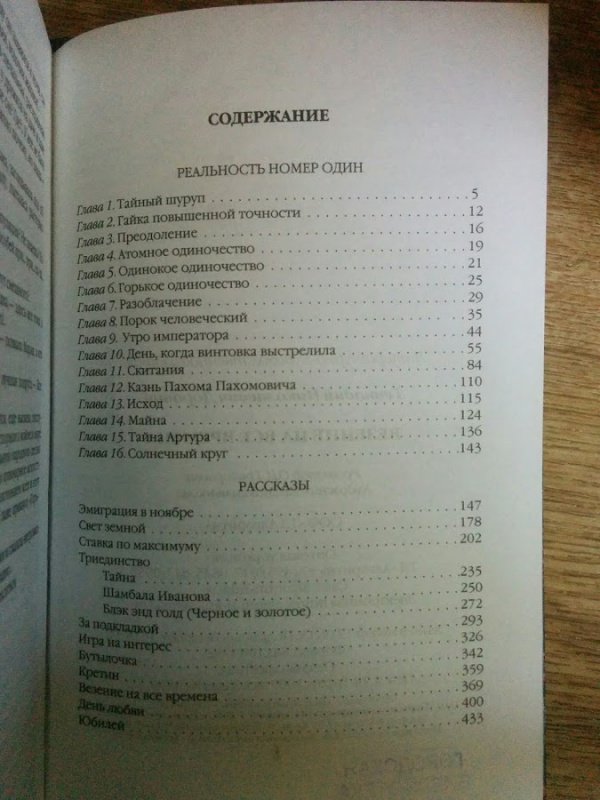 СОДЕРЖАНИЕ
РЕАЛЬНОСТЬ НОМЕР ОДИН
Глава 1. Тайный шуруп . . . 5
Глава 2. Гайка повышенной точности . . . 12
Глава 3. Преодоление . . . 16
Глава 4. Атомное одиночество . . . 19
Глава 5. Одинокое одиночество . . . 21
Глава 6. Горькое одиночество . . . 25
Глава 7. Разоблачение . . . 29
Глава 8. Порок человеческий . . . 35
Глава 9. Утро императора . . . 44
Глава 10. День, когда винтовка выстрелила . . . 55
Глава 11. Скитания . . . 84
Глава 12. Казнь Пахома Пахомовича . . . 110
Глава 13. Исход . . . 115
Глава 14. Майна . . . 124
Глава 15. Тайна Артура . . . 136
Глава 16. Солнечный круг . . . 143
РАССКАЗЫ
Эмиграция в ноябре . . . 147
Свет земной . . . 178
Ставка по максимуму . . . 202
Триединство
Тайна . . . 235
Шамбала Иванова . . . 250
Блэк энд голд (Черное и золотое) . . . 272
За подкладкой . . . 293
Игра на интерес . . . 326
Бутылочка . . . 342
Кретин . . . 359
Везение на все времена . . . 369
День любви . . . 400
Юбилей . . . 433